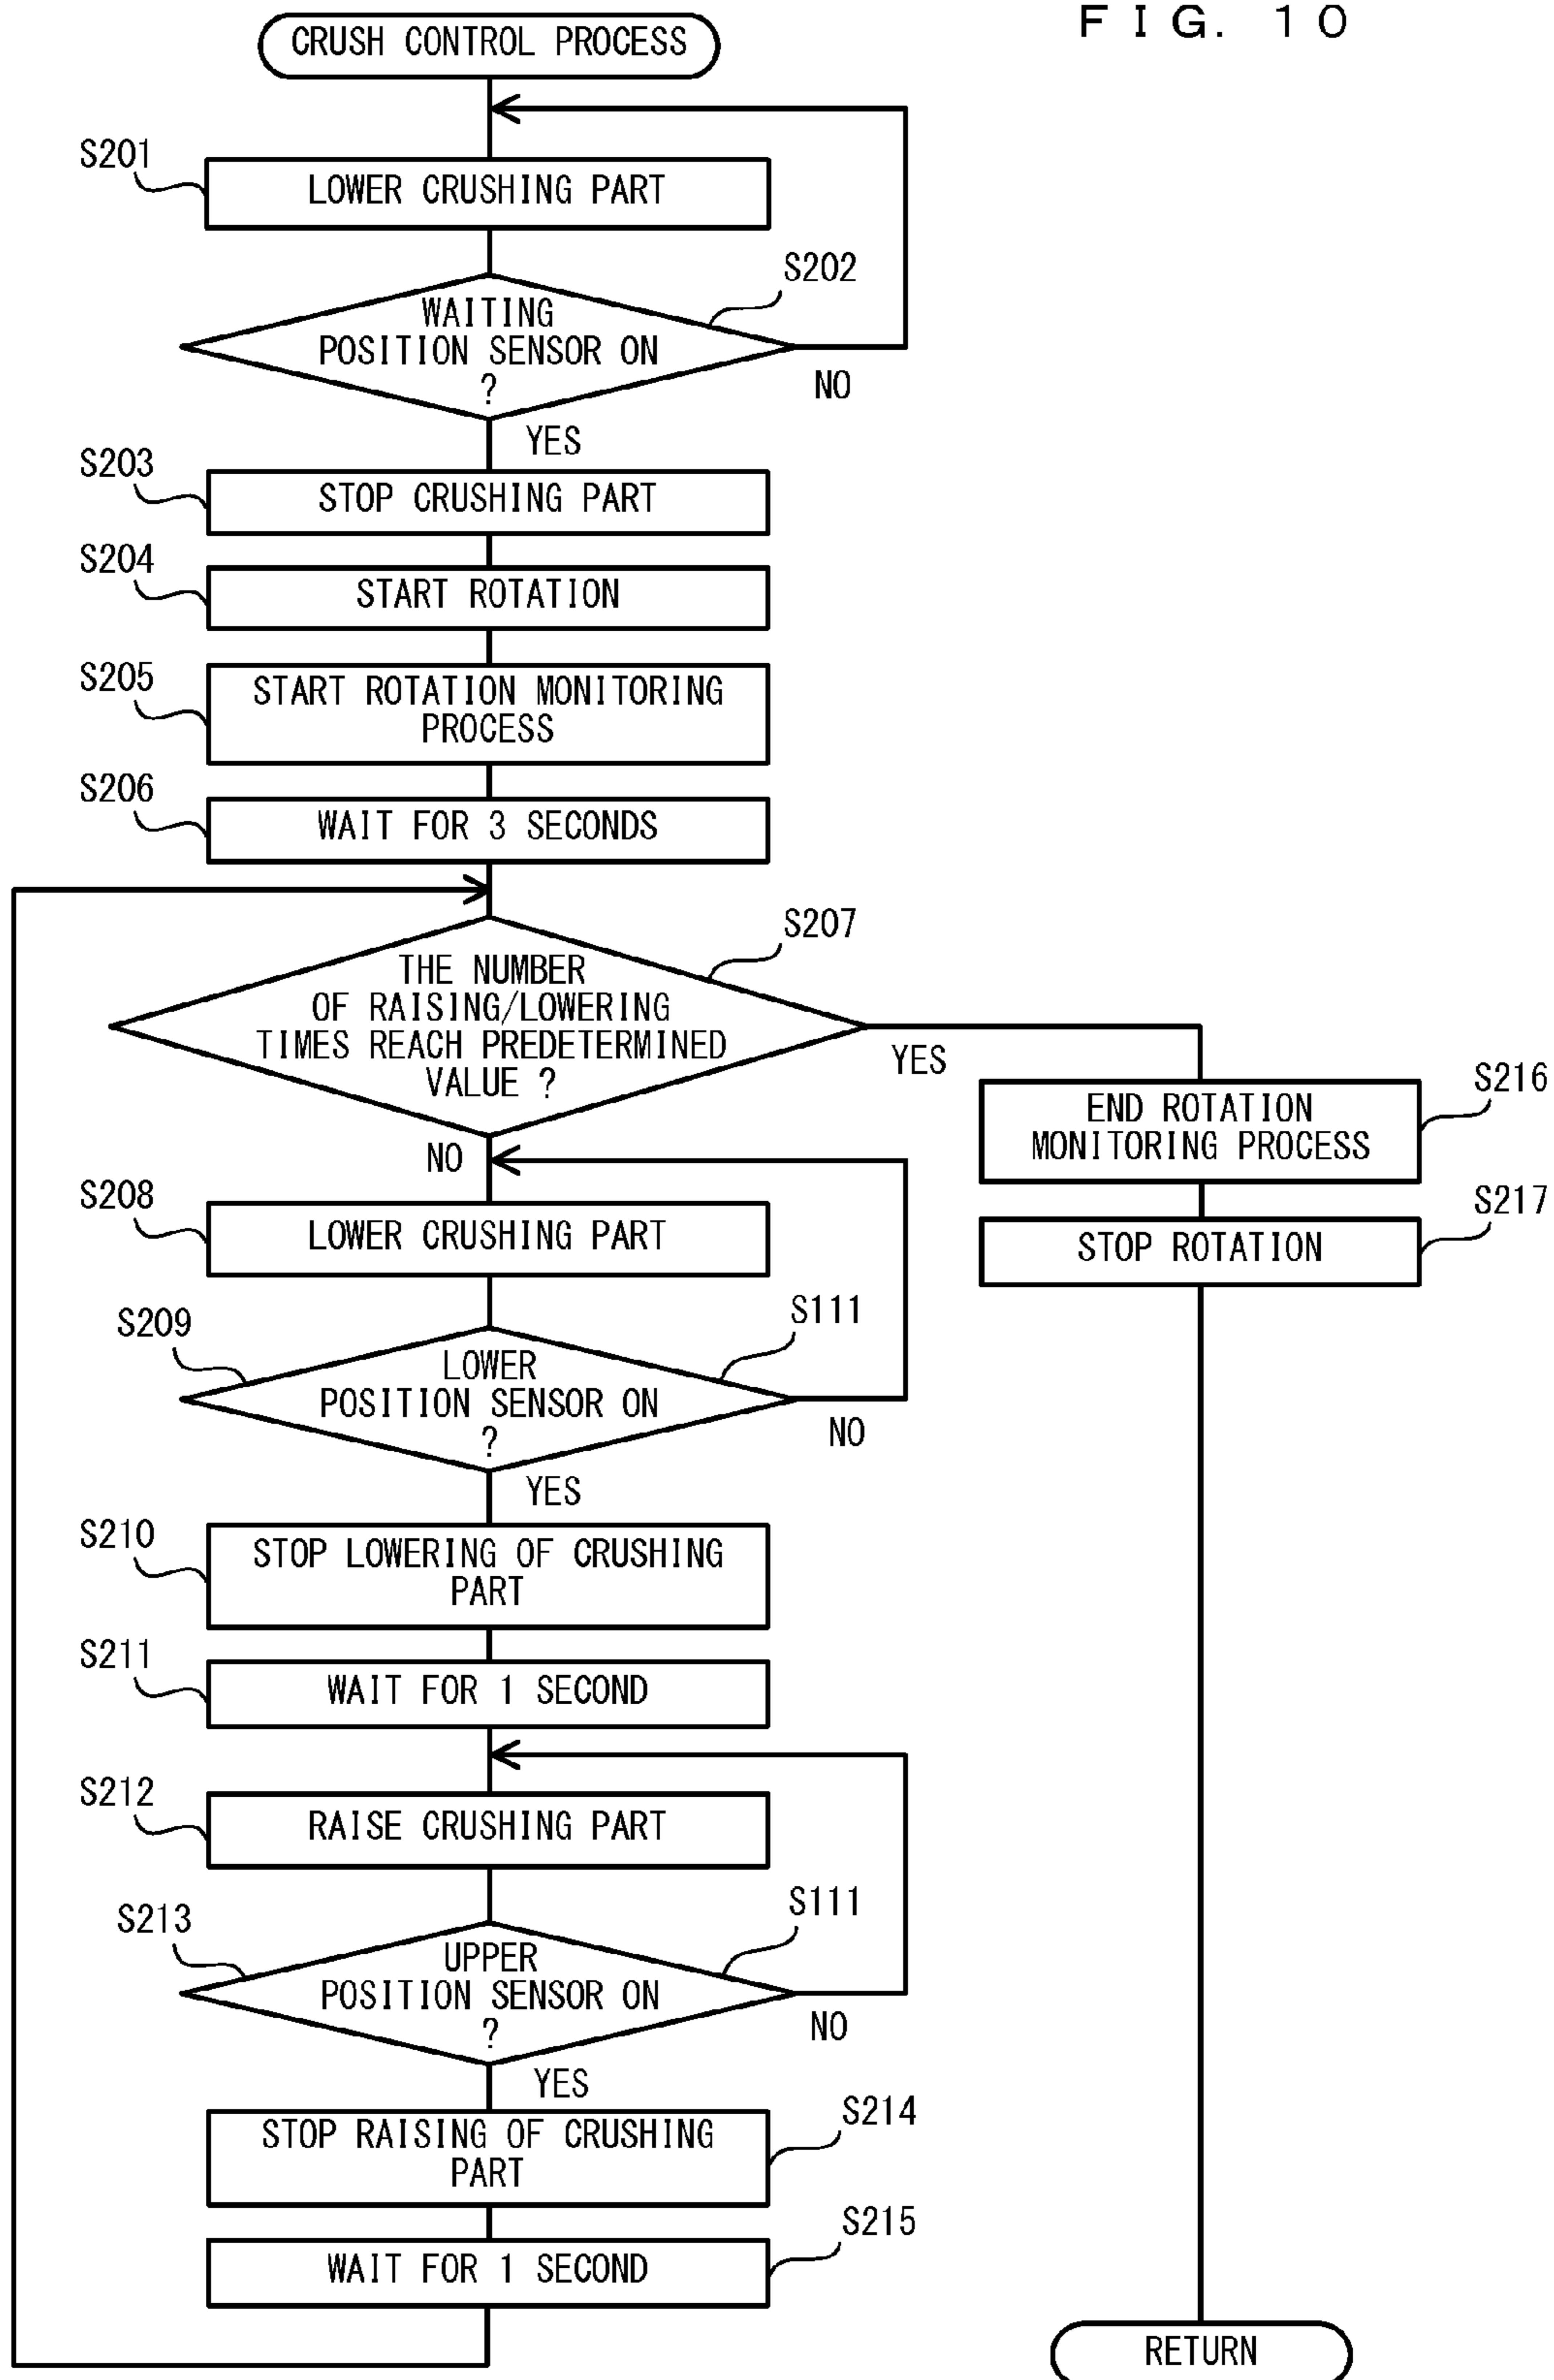 FIG. 10
CRUSH CONTROL PROCESS
S201
LOWER CRUSHING PART
S202
WAITING
POSITION SENSOR ON
?
NO
YES
S203
STOP CRUSHING PART
S204
START ROTATION
S205
START ROTATION MONITORING
PROCESS
S206
WAIT FOR 3 SECONDS
S207
THE NUMBER
OF RAISING/LOWERING
TIMES REACH PREDETERMINED
VALUE ?
YES
NO
S216
END ROTATION
MONITORING PROCESS
S217
STOP ROTATION
S208
LOWER CRUSHING PART
S209
S111
LOWER
POSITION SENSOR ON
?
NO
YES
S210
STOP LOWERING OF CRUSHING
PART
S211
WAIT FOR 1 SECOND
S212
RAISE CRUSHING PART
S213
S111
UPPER
POSITION SENSOR ON
?
NO
YES
S214
STOP RAISING OF CRUSHING
PART
S215
WAIT FOR 1 SECOND
RETURN